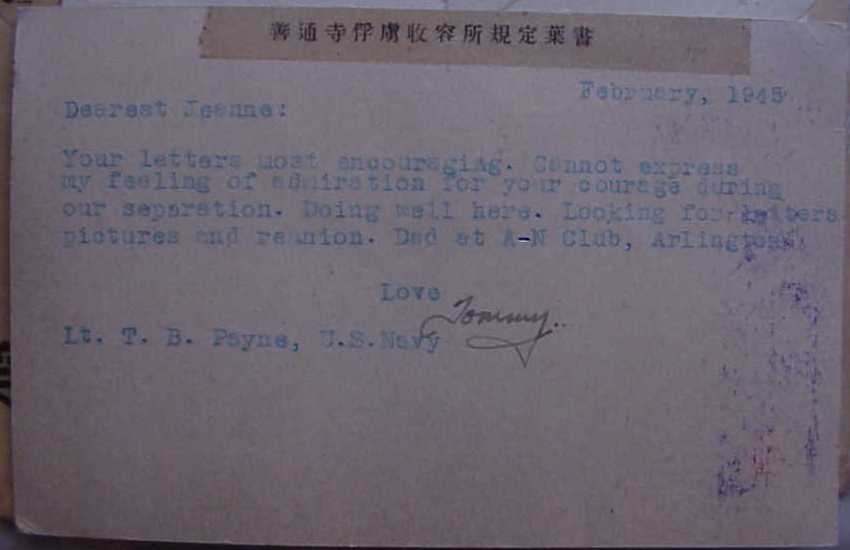 善通寺俘虜收容所規定葉書
February, 1945
Dearest Jeanne:
Your letters most encouraging. Cannot express
my feeling of admiration for your courage during
our separation. Doing well here. Looking for letters
pictures and reunion. Dad at A-N Club, Arlington.
Love
Tommy..
Lt. T. B. Payne, U.S.Navy